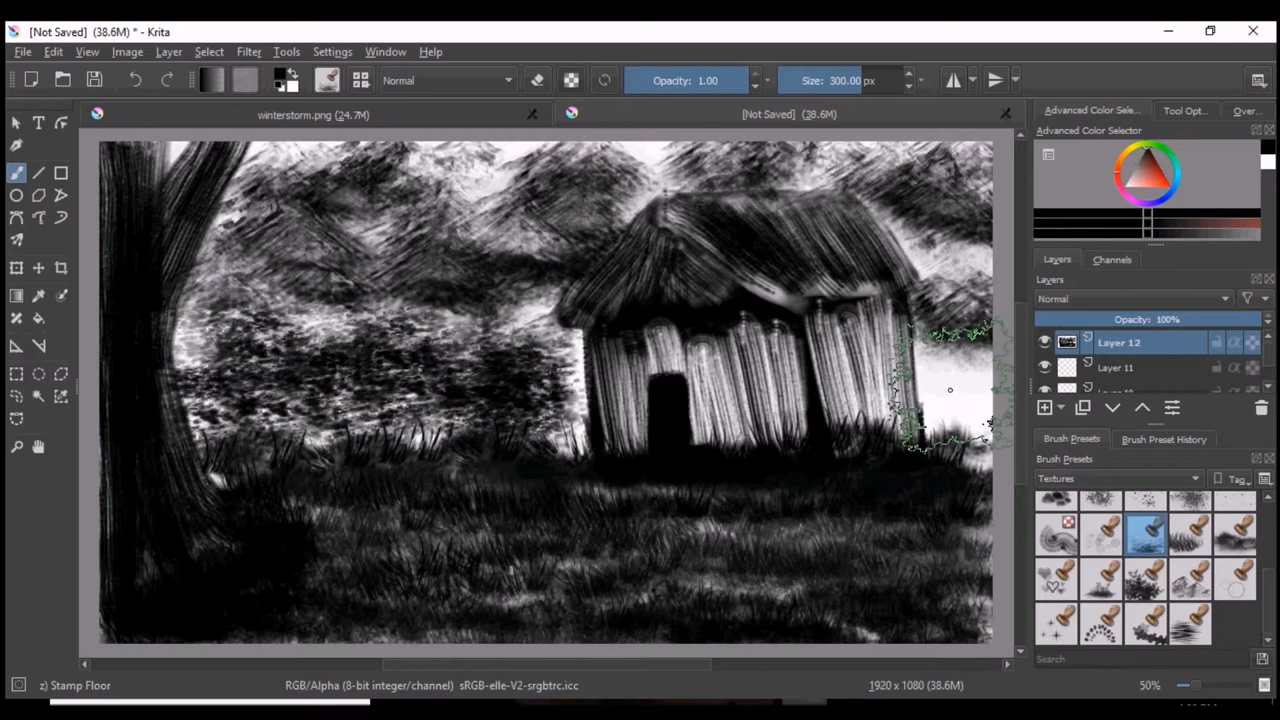 [Not Saved] (38.6M) * - Krita
File Edit View Image Layer Select Filter Tools Settings Window Help
Normal Opacity: 1.00 Size: 300.00 px
winterstorm.png (24.7M) [Not Saved] (38.6M)
Advanced Color Sele... Tool Opt... Over...
Advanced Color Selector
Layers Channels
Layers
Normal
Opacity: 100%
Layer 12
Layer 11
Brush Presets Brush Preset History
Brush Presets
Textures Tag
Search
z) Stamp Floor RGB/Alpha (8-bit integer/channel) sRGB-elle-V2-srgbtrc.icc 1920 x 1080 (38.6M) 50%